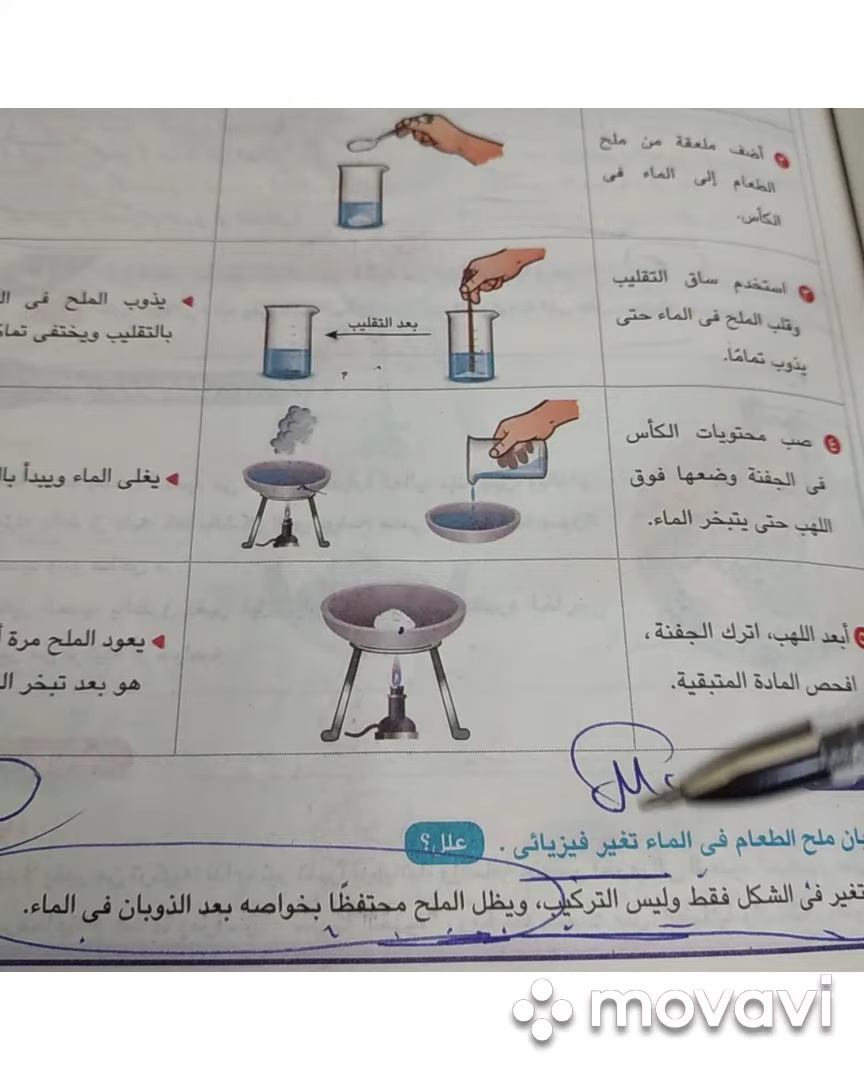 ٢ أضف ملعقة من ملح
الطعام إلى الماء فى
الكأس.
٣ استخدم ساق التقليب
وقلب الملح فى الماء حتى
يذوب تمامًا.
بعد التقليب
◄ يذوب الملح فى
بالتقليب ويختفى
٤ صب محتويات الكأس
فى الجفنة وضعها فوق
اللهب حتى يتبخر الماء.
◄ يغلى الماء ويبدأ
أبعد اللهب، اترك الجفنة،
افحص المادة المتبقية.
◄ يعود الملح مرة
هو بعد تبخر
ملح الطعام فى الماء تغير فيزيائى . علل؟
تغير فى الشكل فقط وليس التركيب، ويظل الملح محتفظًا بخواصه بعد الذوبان فى الماء.
movavi